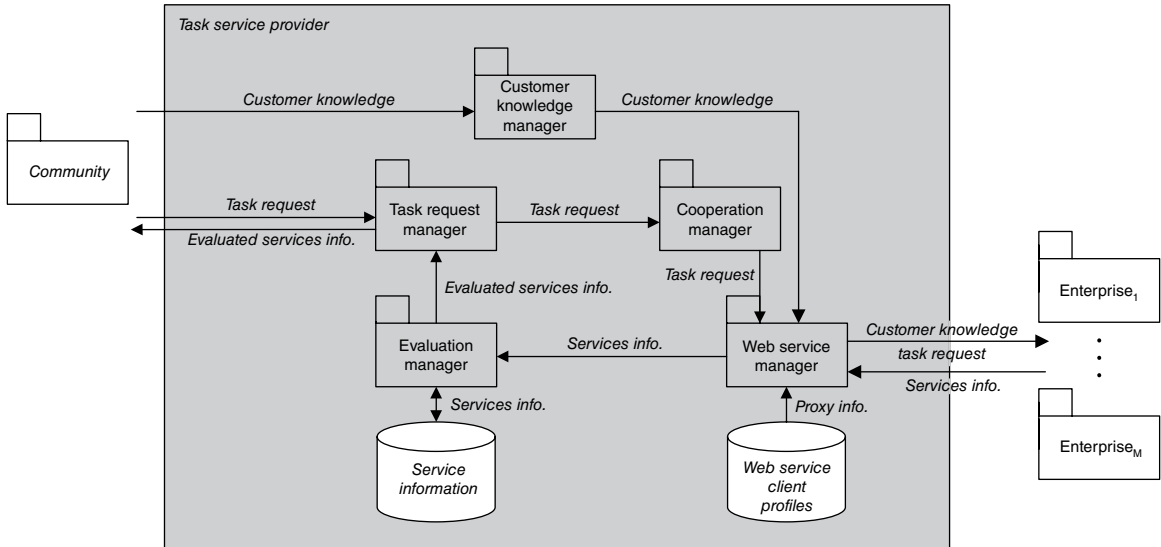 Task service provider
Customer knowledge
Customer
knowledge
manager
Customer knowledge
Community
Task request
Evaluated services info.
Task request
manager
Task request
Cooperation
manager
Task request
Evaluated services info.
Enterprise1
Evaluation
manager
Services info.
Web service
manager
Customer knowledge
task request
Services info.
Services info.
Proxy info.
EnterpriseM
Service
information
Web service
client
profiles